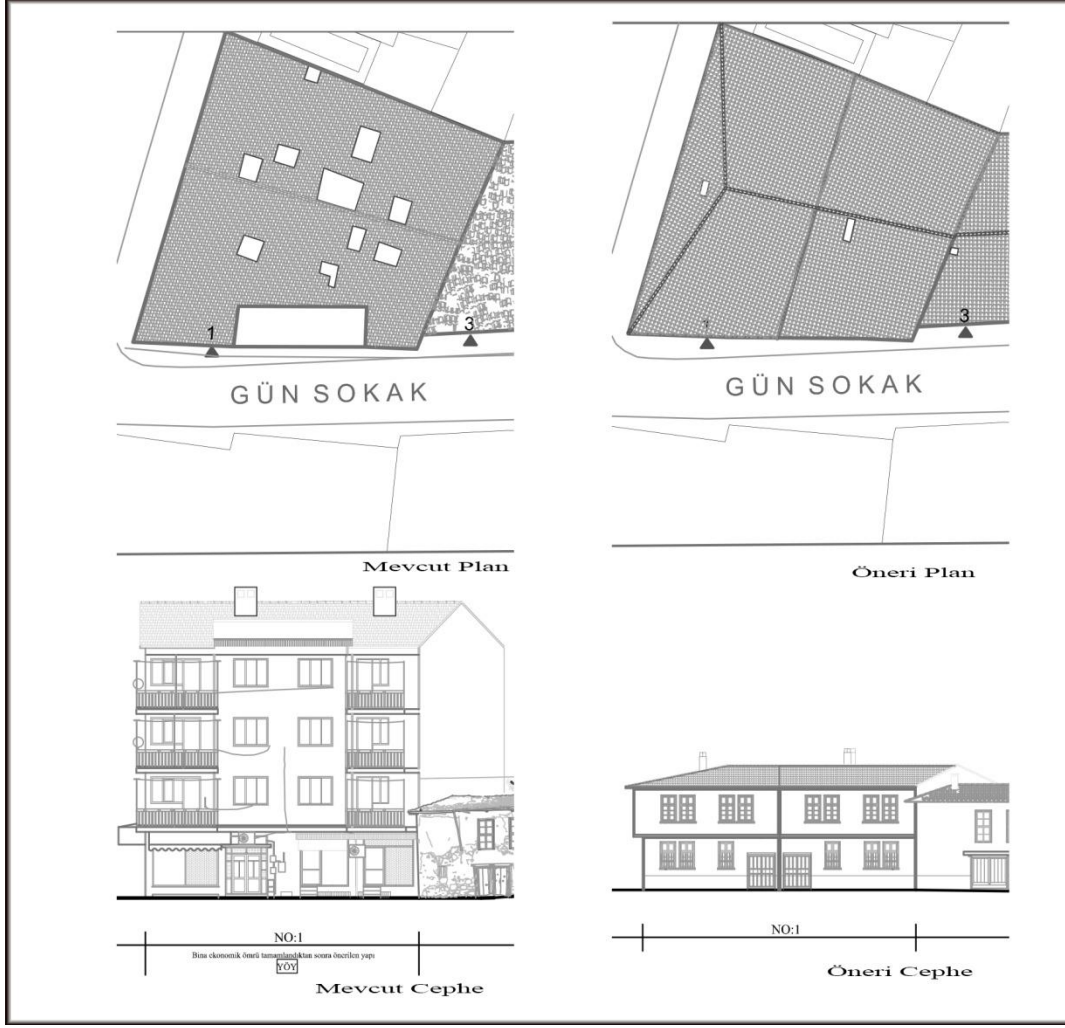 1
3
GÜN SOKAK
Mevcut Plan
1
3
GÜN SOKAK
Öneri Plan
NO:1
Bina ekonomik ömrü tamamlandıktan sonra önerilen yapı
YÖY
Mevcut Cephe
NO:1
Öneri Cephe